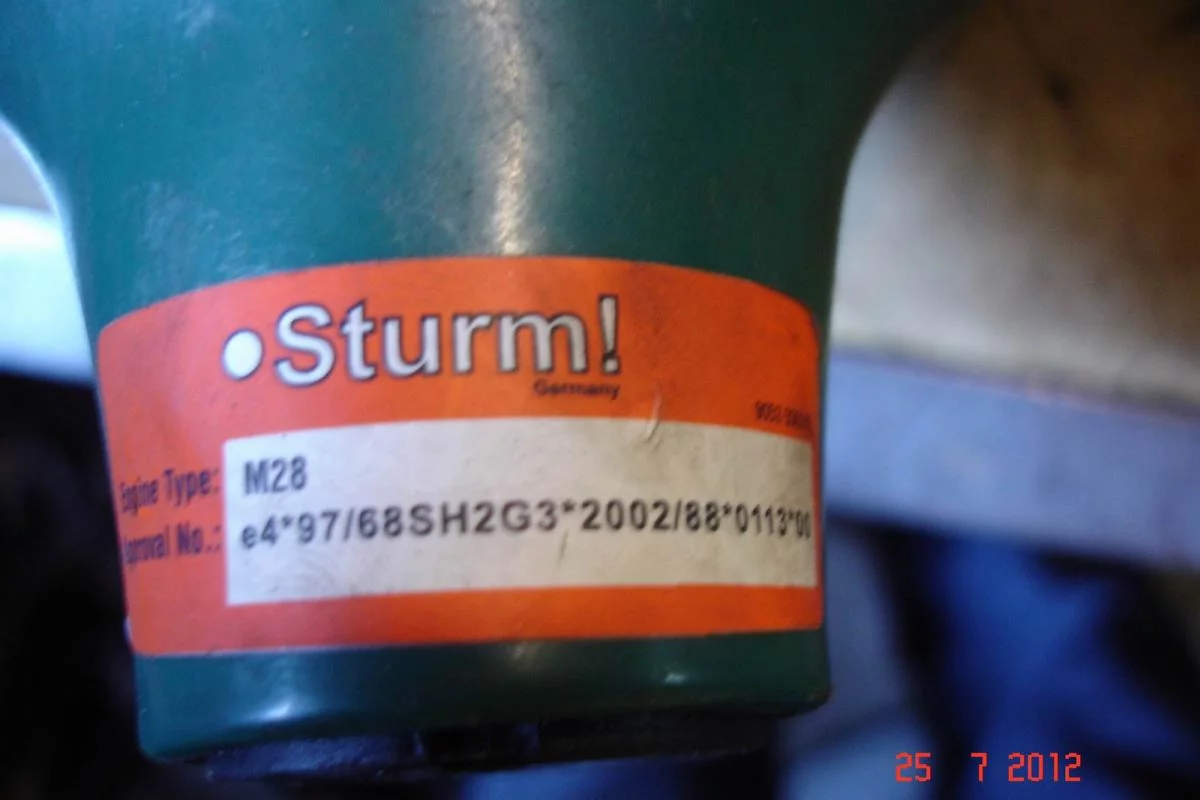 •Sturm!
Germany
Engine Type: M28
Approval No.: e4*97/68SH2G3*2002/88*0113*00
25 7 2012